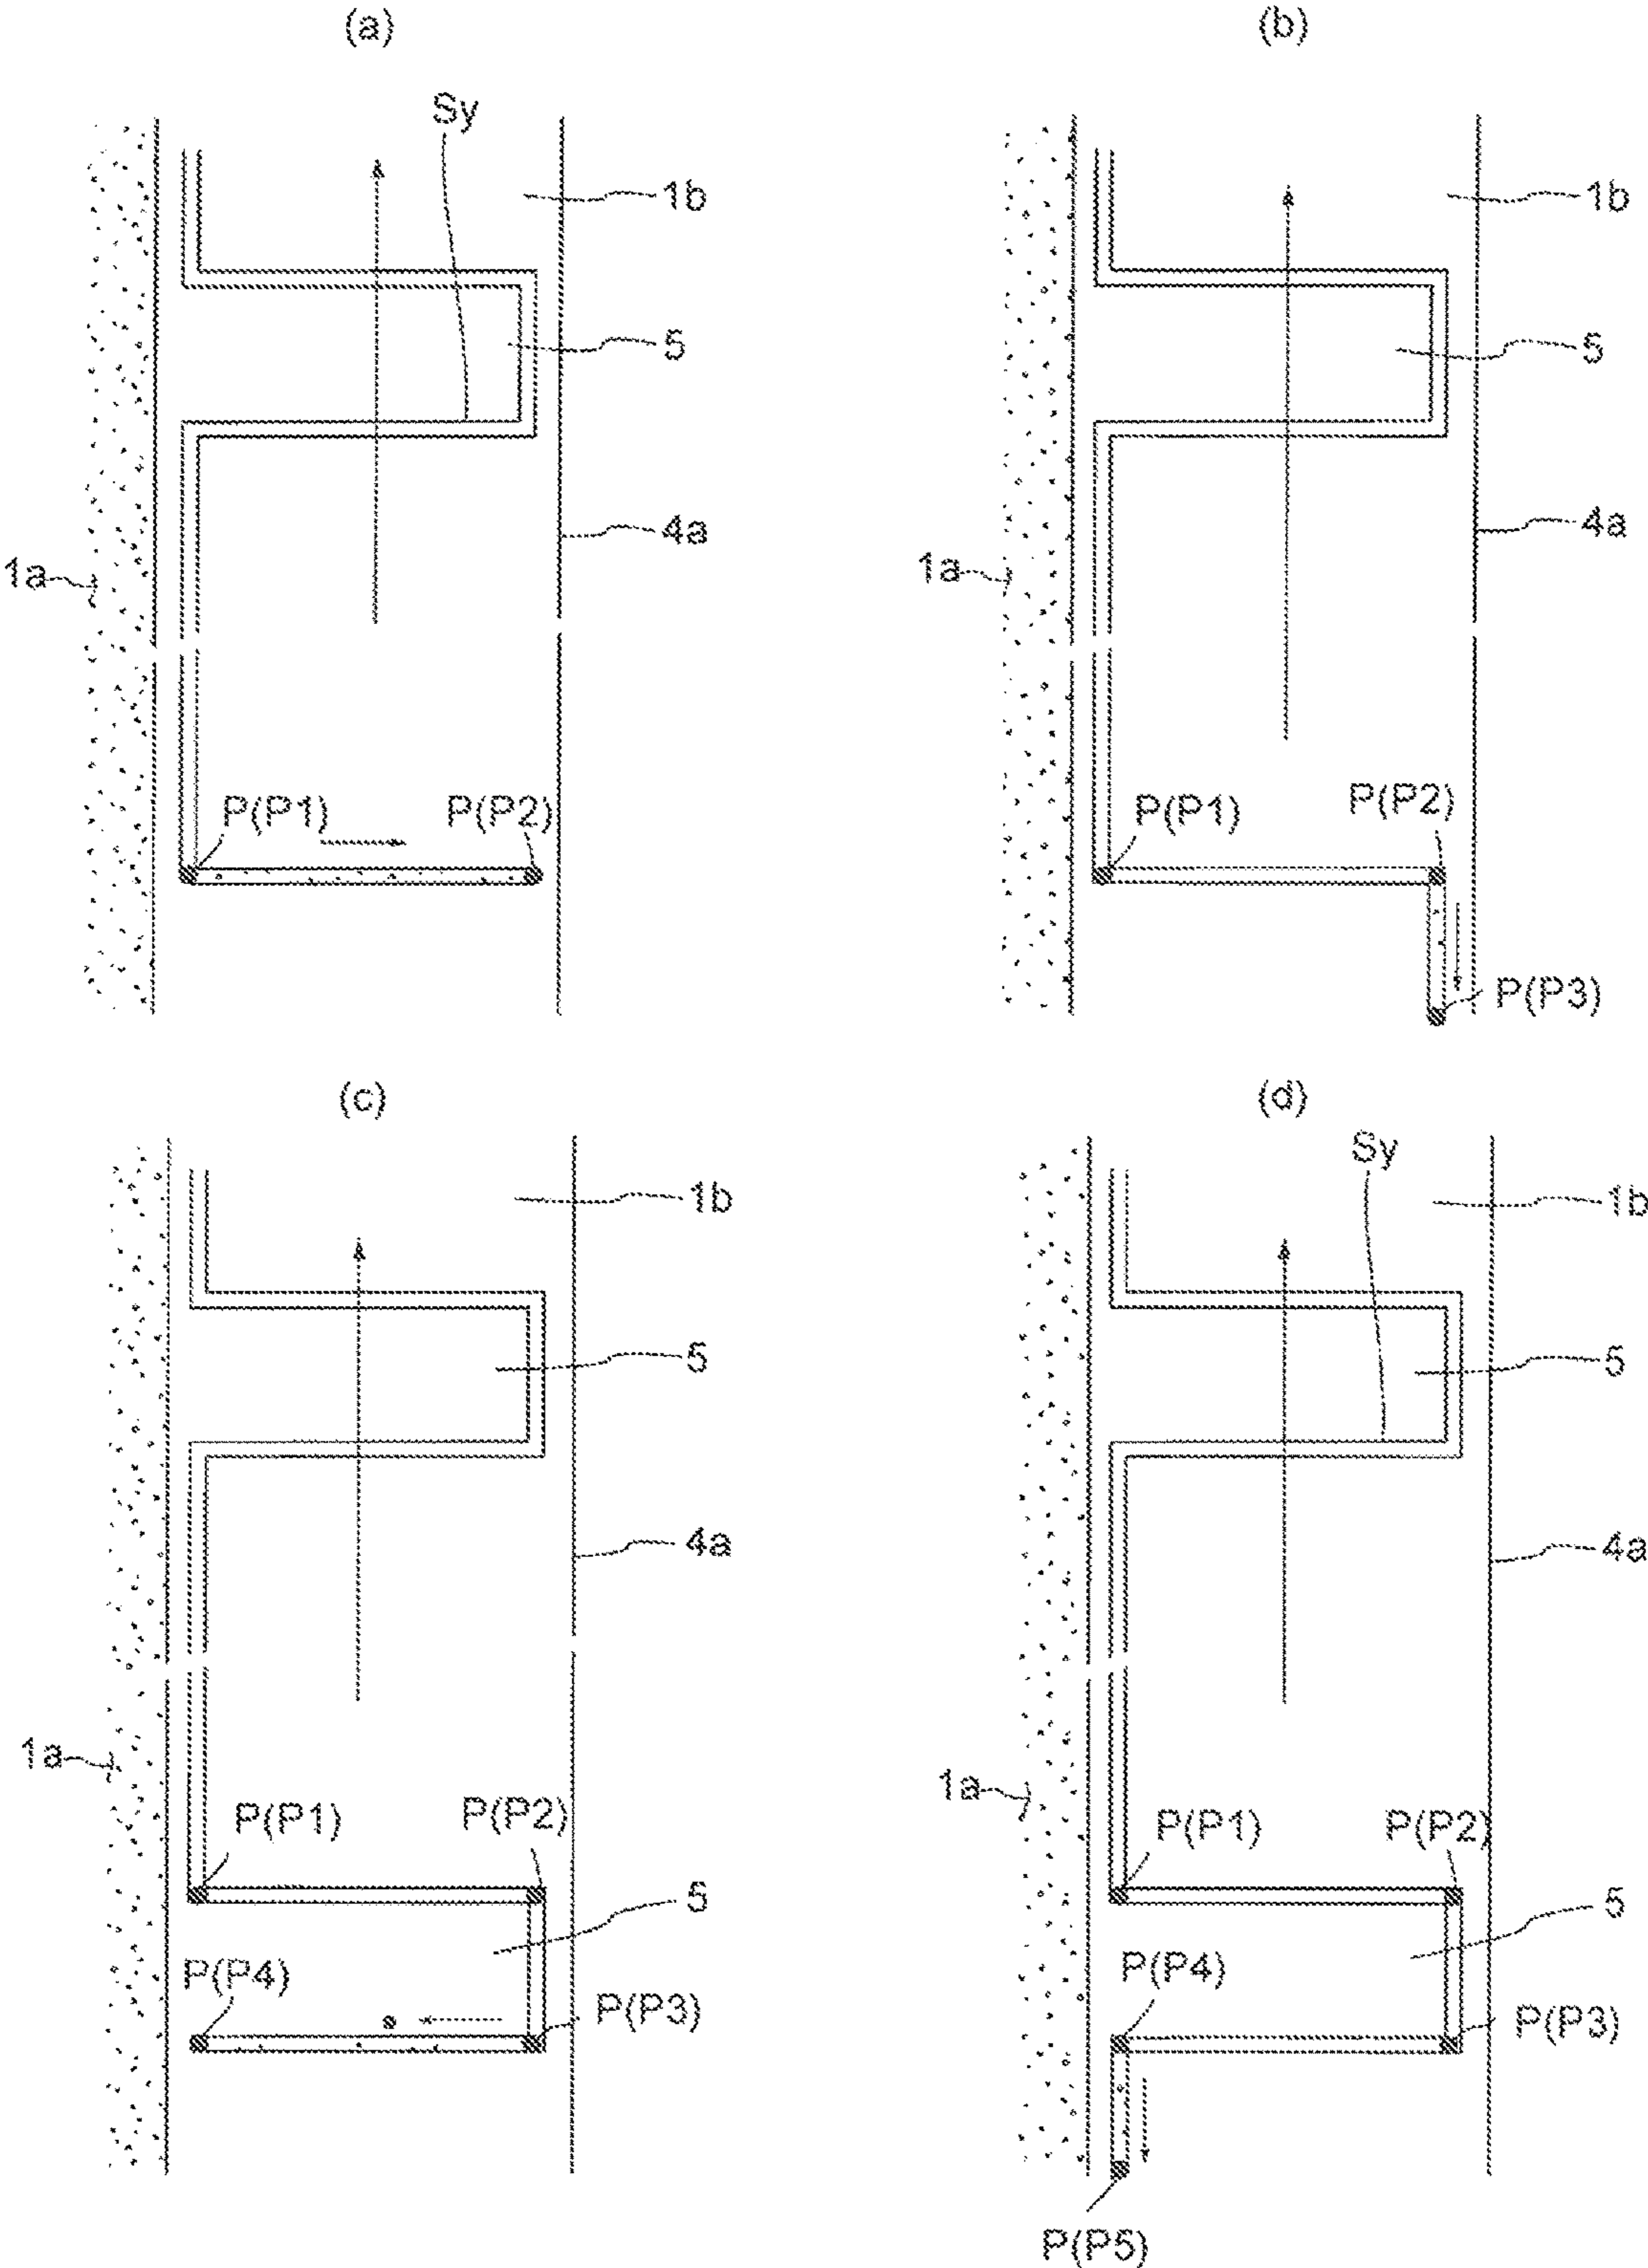 (a)
Sy
1b
5
4a
1a
P(P1)
P(P2)
(b)
1b
5
4a
1a
P(P1)
P(P2)
P(P3)
(c)
1b
5
4a
1a
P(P1)
P(P2)
5
P(P4)
P(P3)
(d)
Sy
1b
5
4a
1a
P(P1)
P(P2)
5
P(P4)
P(P3)
P(P5)